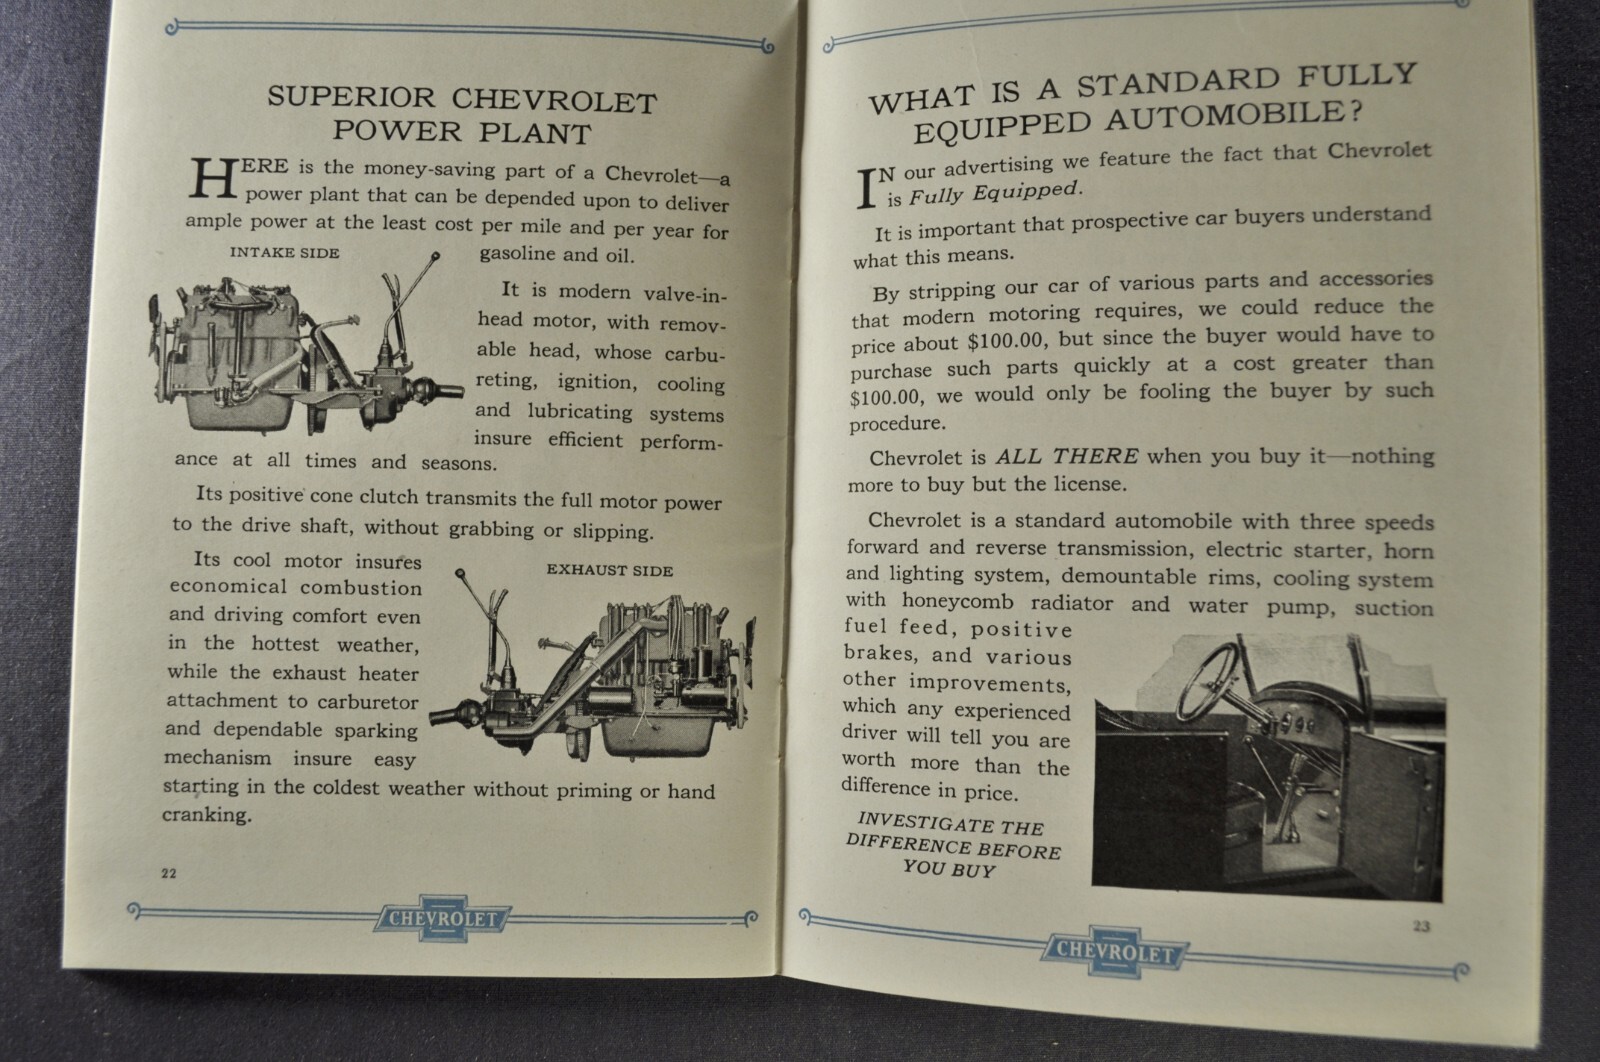 SUPERIOR CHEVROLET
POWER PLANT
HERE is the money-saving part of a Chevrolet—a
power plant that can be depended upon to deliver
ample power at the least cost per mile and per year for
gasoline and oil.
INTAKE SIDE
It is modern valve-in-
head motor, with remov-
able head, whose carbu-
reting, ignition, cooling
and lubricating systems
insure efficient perform-
ance at all times and seasons.
Its positive cone clutch transmits the full motor power
to the drive shaft, without grabbing or slipping.
Its cool motor insures
economical combustion
and driving comfort even
in the hottest weather,
while the exhaust heater
attachment to carburetor
and dependable sparking
mechanism insure easy
starting in the coldest weather without priming or hand
cranking.
EXHAUST SIDE
22
CHEVROLET
WHAT IS A STANDARD FULLY
EQUIPPED AUTOMOBILE?
IN our advertising we feature the fact that Chevrolet
is Fully Equipped.
It is important that prospective car buyers understand
what this means.
By stripping our car of various parts and accessories
that modern motoring requires, we could reduce the
price about $100.00, but since the buyer would have to
purchase such parts quickly at a cost greater than
$100.00, we would only be fooling the buyer by such
procedure.
Chevrolet is ALL THERE when you buy it—nothing
more to buy but the license.
Chevrolet is a standard automobile with three speeds
forward and reverse transmission, electric starter, horn
and lighting system, demountable rims, cooling system
with honeycomb radiator and water pump, suction
fuel feed, positive
brakes, and various
other improvements,
which any experienced
driver will tell you are
worth more than the
difference in price.
INVESTIGATE THE
DIFFERENCE BEFORE
YOU BUY
23
CHEVROLET